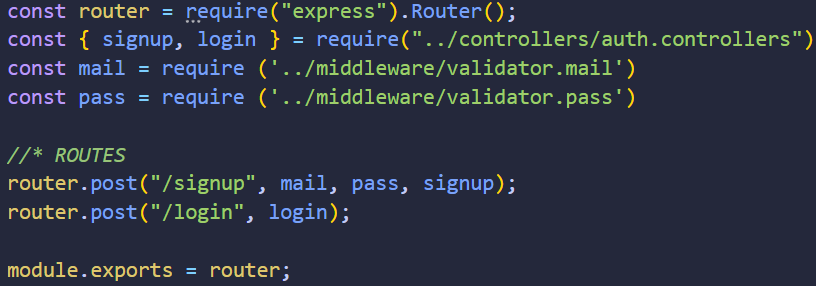 const router = require("express").Router();
const { signup, login } = require("../controllers/auth.controllers")
const mail = require ('../middleware/validator.mail')
const pass = require ('../middleware/validator.pass')
//* ROUTES
router.post("/signup", mail, pass, signup);
router.post("/login", login);
module.exports = router;